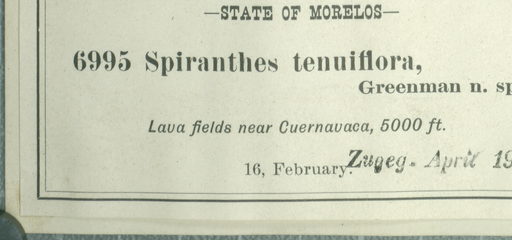 —STATE OF MORELOS—
6995 Spiranthes tenuiflora,
Greenman n. sp
Lava fields near Cuernavaca, 5000 ft.
16, February. Zugeg. April 19